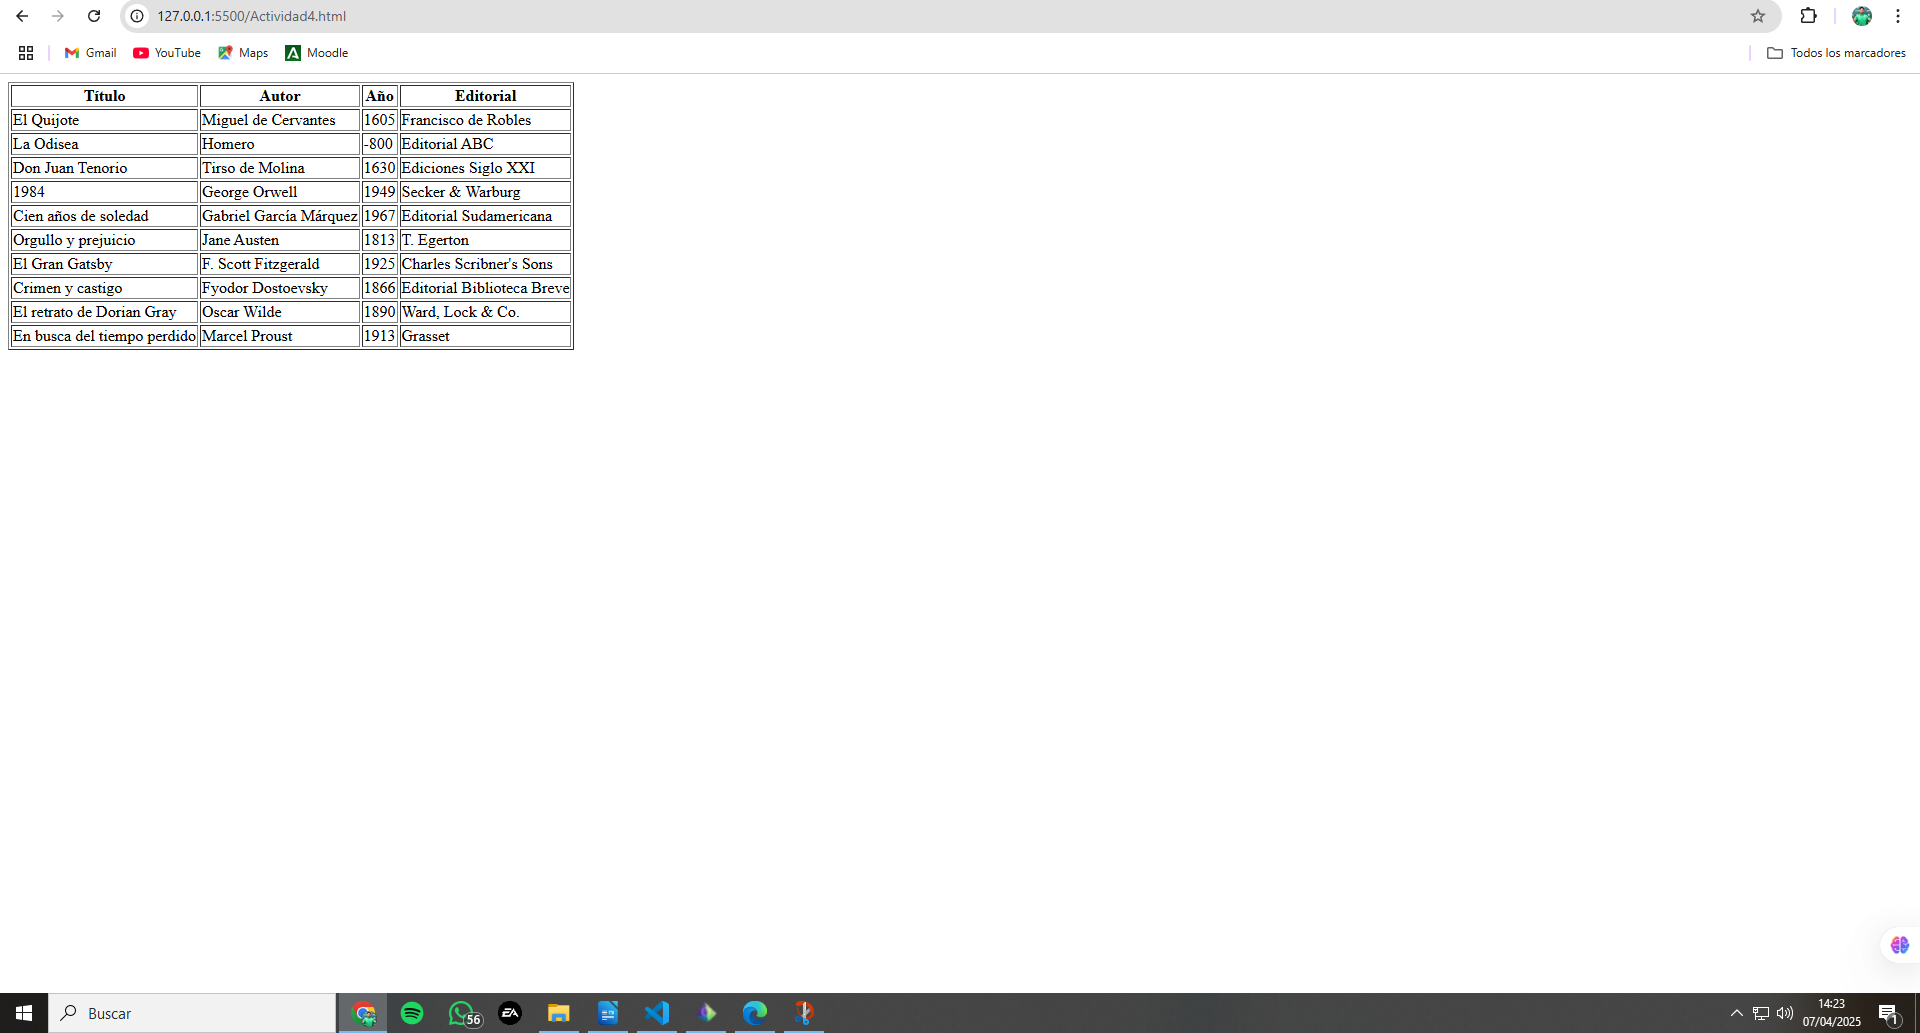 127.0.0.1:5500/Actividad4.html
Gmail YouTube Maps Moodle Todos los marcadores
Título Autor Año Editorial
El Quijote Miguel de Cervantes 1605 Francisco de Robles
La Odisea Homero -800 Editorial ABC
Don Juan Tenorio Tirso de Molina 1630 Ediciones Siglo XXI
1984 George Orwell 1949 Secker & Warburg
Cien años de soledad Gabriel García Márquez 1967 Editorial Sudamericana
Orgullo y prejuicio Jane Austen 1813 T. Egerton
El Gran Gatsby F. Scott Fitzgerald 1925 Charles Scribner's Sons
Crimen y castigo Fyodor Dostoevsky 1866 Editorial Biblioteca Breve
El retrato de Dorian Gray Oscar Wilde 1890 Ward, Lock & Co.
En busca del tiempo perdido Marcel Proust 1913 Grasset
Buscar 56 EA 14:23
07/04/2025 1